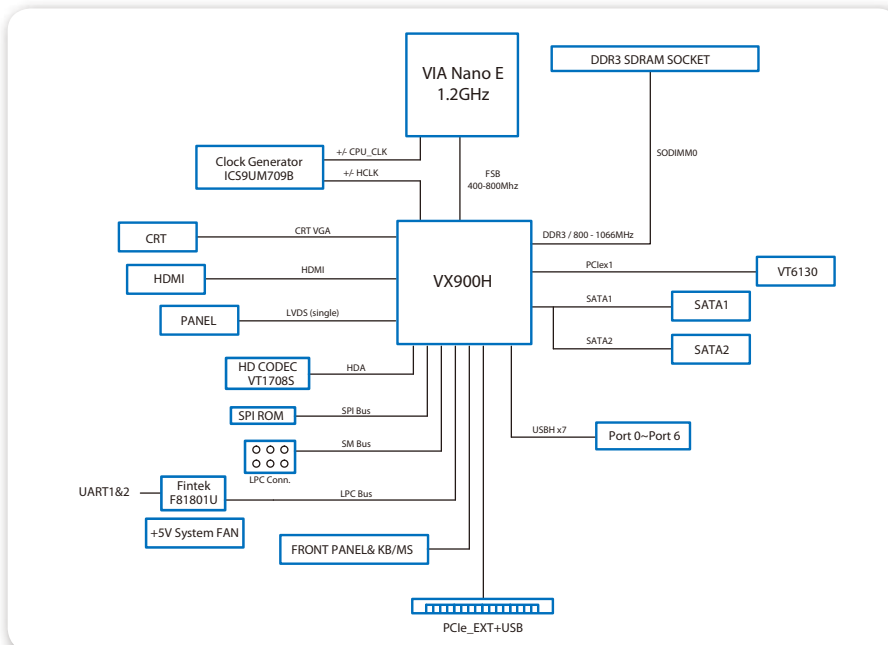 VIA Nano E
1.2GHz
DDR3 SDRAM SOCKET
+/- CPU_CLK
Clock Generator
ICS9UM709B
+/- HCLK
FSB
400-800Mhz
SODIMM0
CRT
CRT VGA
DDR3 / 800 - 1066MHz
HDMI
HDMI
VX900H
PCIex1
VT6130
PANEL
LVDS (single)
SATA1
SATA1
SATA2
SATA2
HD CODEC
VT1708S
HDA
SPI ROM
SPI Bus
USBH x7
Port 0~Port 6
SM Bus
LPC Conn.
UART1&2
Fintek
F81801U
LPC Bus
+5V System FAN
FRONT PANEL& KB/MS
PCIe_EXT+USB